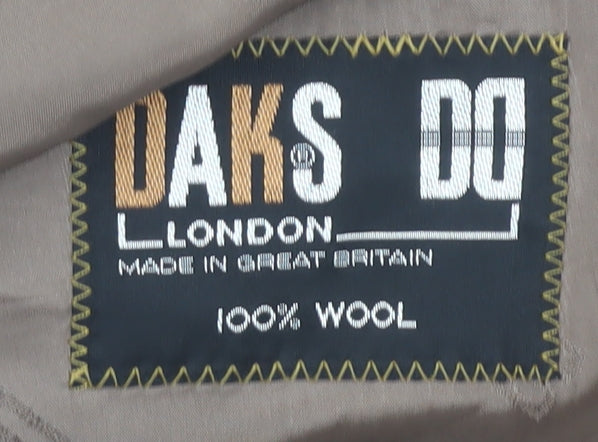 DAKS® DD
LONDON
MADE IN GREAT BRITAIN
100% WOOL